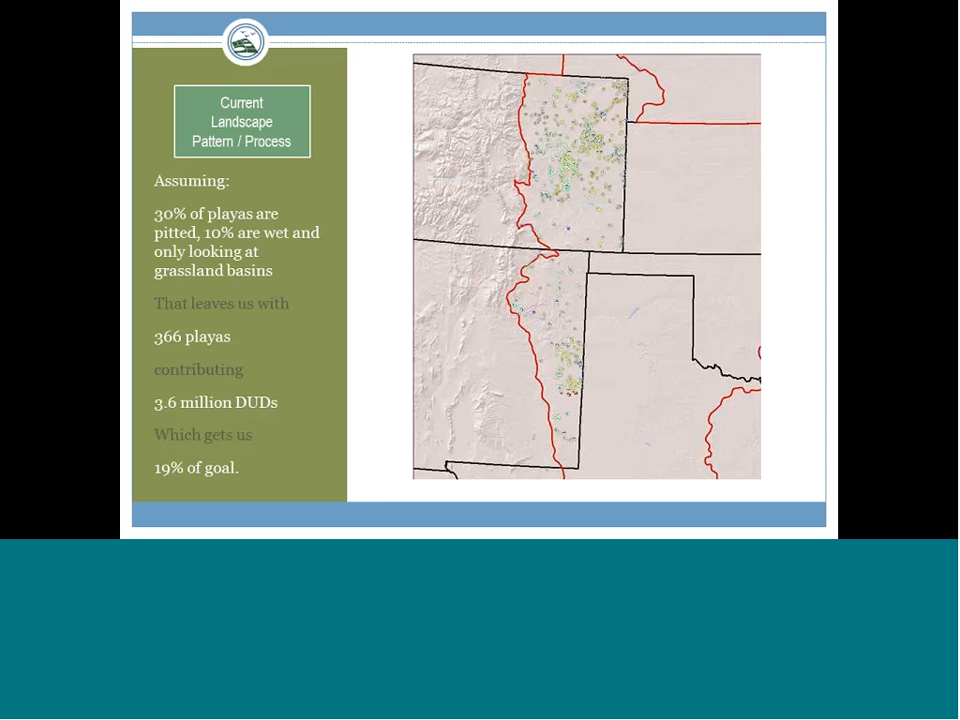 Current
Landscape
Pattern / Process
Assuming:
30% of playas are
pitted, 10% are wet and
only looking at
grassland basins
That leaves us with
366 playas
contributing
3.6 million DUDs
Which gets us
19% of goal.